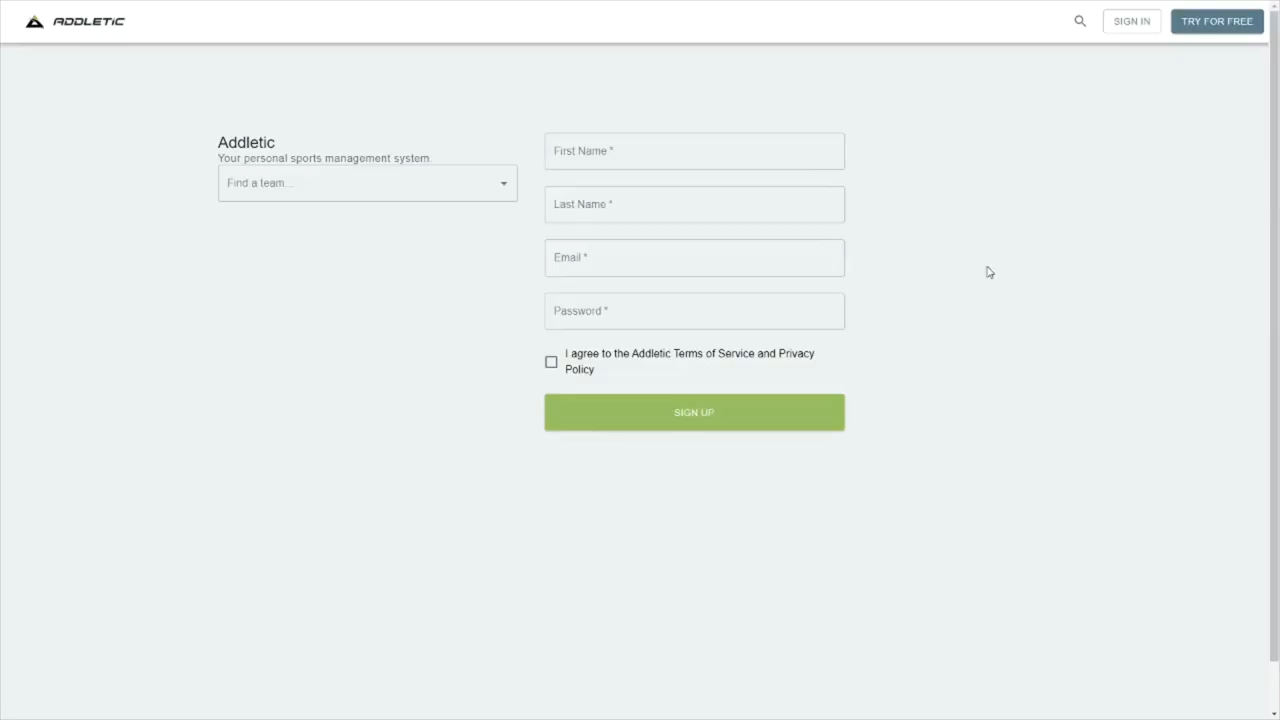 ADDLETIC
SIGN IN
TRY FOR FREE
Addletic
Your personal sports management system.
Find a team...
First Name *
Last Name *
Email *
Password *
I agree to the Addletic Terms of Service and Privacy
Policy
SIGN UP